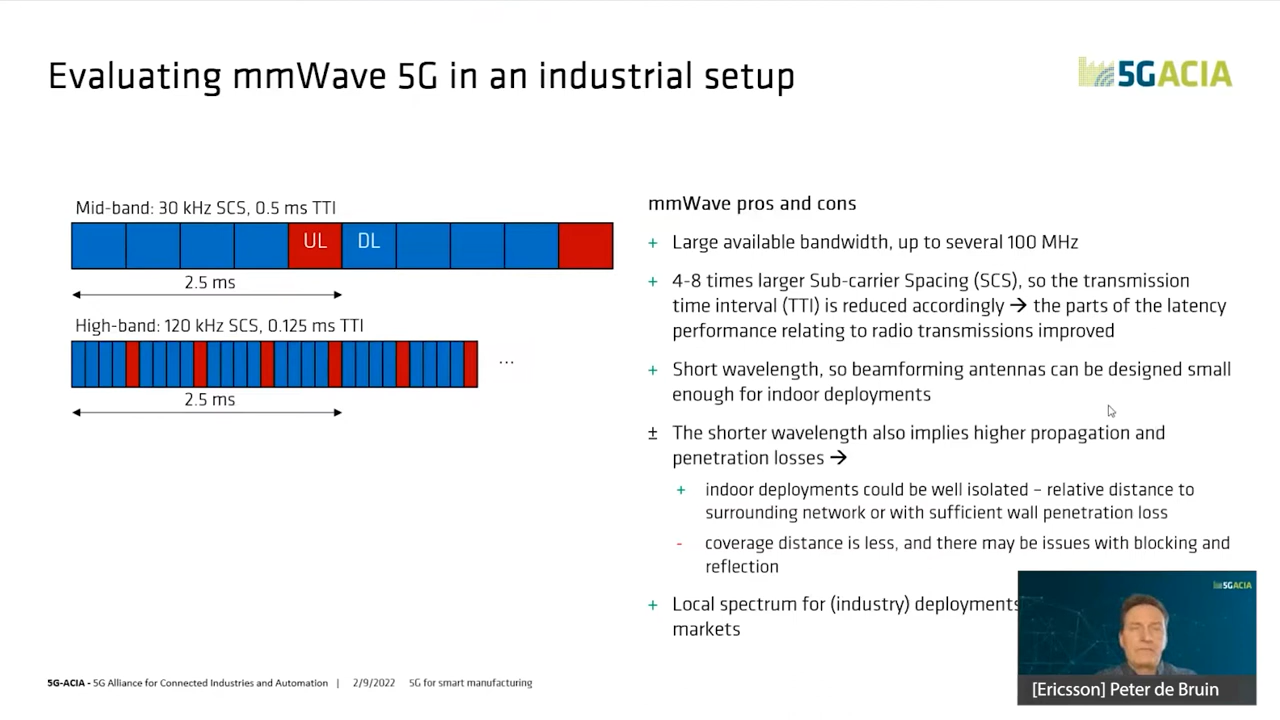 Evaluating mmWave 5G in an industrial setup
5GACIA
Mid-band: 30 kHz SCS, 0.5 ms TTI
UL DL
2.5 ms
High-band: 120 kHz SCS, 0.125 ms TTI
...
2.5 ms
mmWave pros and cons
+ Large available bandwidth, up to several 100 MHz
+ 4-8 times larger Sub-carrier Spacing (SCS), so the transmission
time interval (TTI) is reduced accordingly → the parts of the latency
performance relating to radio transmissions improved
+ Short wavelength, so beamforming antennas can be designed small
enough for indoor deployments
± The shorter wavelength also implies higher propagation and
penetration losses →
+ indoor deployments could be well isolated – relative distance to
surrounding network or with sufficient wall penetration loss
- coverage distance is less, and there may be issues with blocking and
reflection
+ Local spectrum for (industry) deployments
markets
5GACIA
[Ericsson] Peter de Bruin
5G-ACIA - 5G Alliance for Connected Industries and Automation | 2/9/2022 5G for smart manufacturing